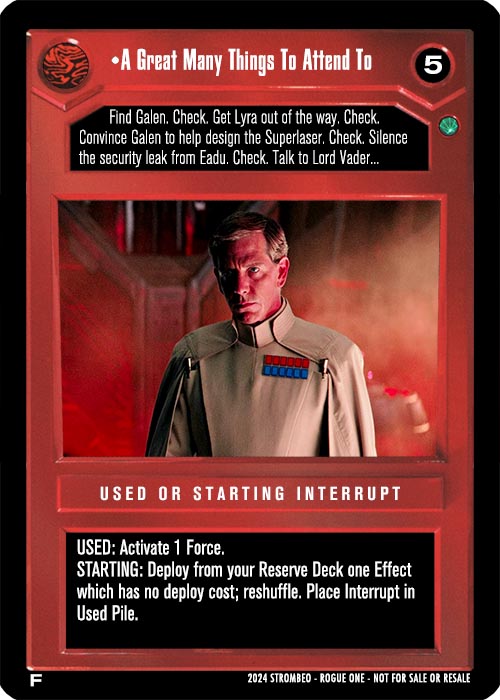 •A Great Many Things To Attend To
5
Find Galen. Check. Get Lyra out of the way. Check.
Convince Galen to help design the Superlaser. Check. Silence
the security leak from Eadu. Check. Talk to Lord Vader...
USED OR STARTING INTERRUPT
USED: Activate 1 Force.
STARTING: Deploy from your Reserve Deck one Effect
which has no deploy cost; reshuffle. Place Interrupt in
Used Pile.
F
2024 STROMBEO - ROGUE ONE - NOT FOR SALE OR RESALE